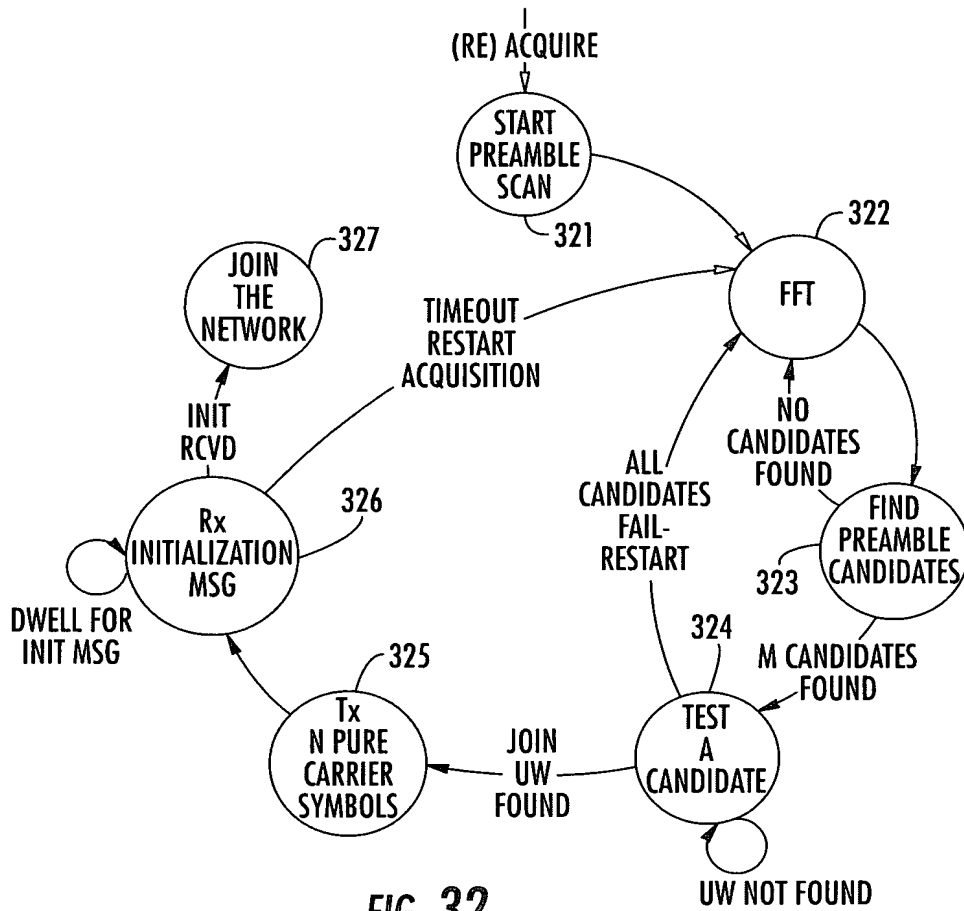 (RE) ACQUIRE
START
PREAMBLE
SCAN
321
322
FFT
327
JOIN
THE
NETWORK
TIMEOUT
RESTART
ACQUISITION
INIT
RCVD
NO
CANDIDATES
FOUND
ALL
CANDIDATES
FAIL-
RESTART
FIND
PREAMBLE
CANDIDATES
323
326
Rx
INITIALIZATION
MSG
DWELL FOR
INIT MSG
M CANDIDATES
FOUND
324
TEST
A
CANDIDATE
325
Tx
N PURE
CARRIER
SYMBOLS
JOIN
UW
FOUND
UW NOT FOUND
FIG. 32